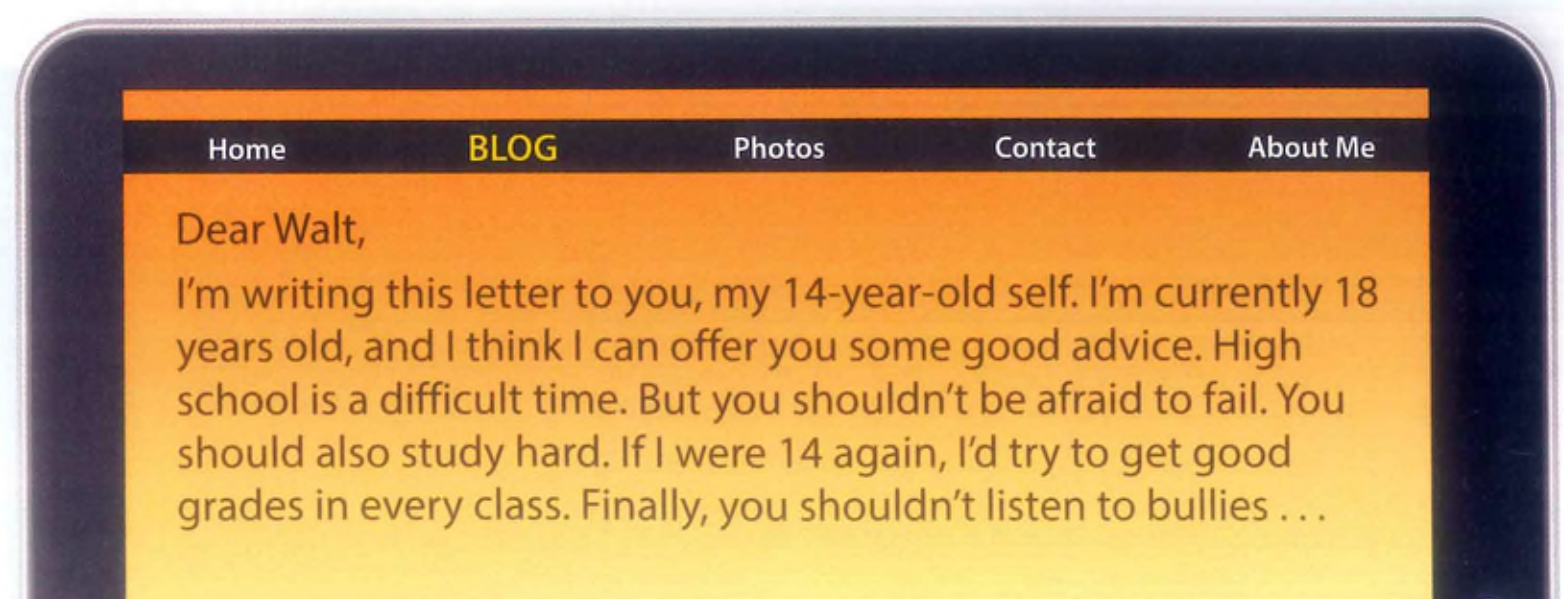 Home BLOG Photos Contact About Me
Dear Walt,
I'm writing this letter to you, my 14-year-old self. I'm currently 18
years old, and I think I can offer you some good advice. High
school is a difficult time. But you shouldn't be afraid to fail. You
should also study hard. If I were 14 again, I'd try to get good
grades in every class. Finally, you shouldn't listen to bullies . . .